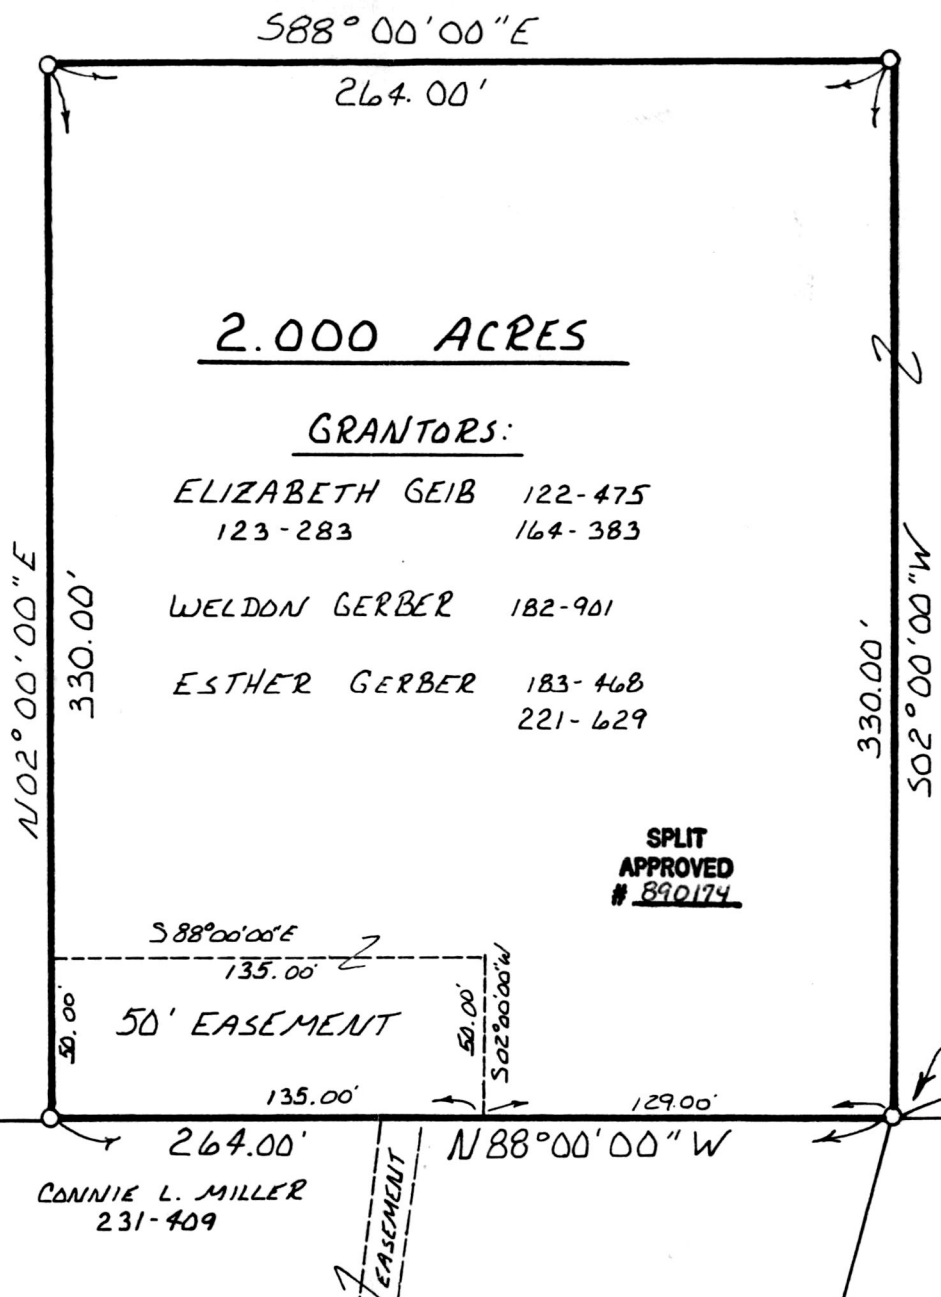 S88°00'00"E
264.00'
2.000 ACRES
GRANTORS:
ELIZABETH GEIB 122-475
123-283 164-383
WELDON GERBER 182-901
ESTHER GERBER 183-468
221-629
N02°00'00"E
330.00'
330.00'
S02°00'00"W
SPLIT
APPROVED
# 890174
S88°00'00"E
135.00'
50.00'
50' EASEMENT
50.00'
S02°00'00"W
135.00'
129.00'
264.00'
N88°00'00"W
CONNIE L. MILLER
231-409
EASEMENT